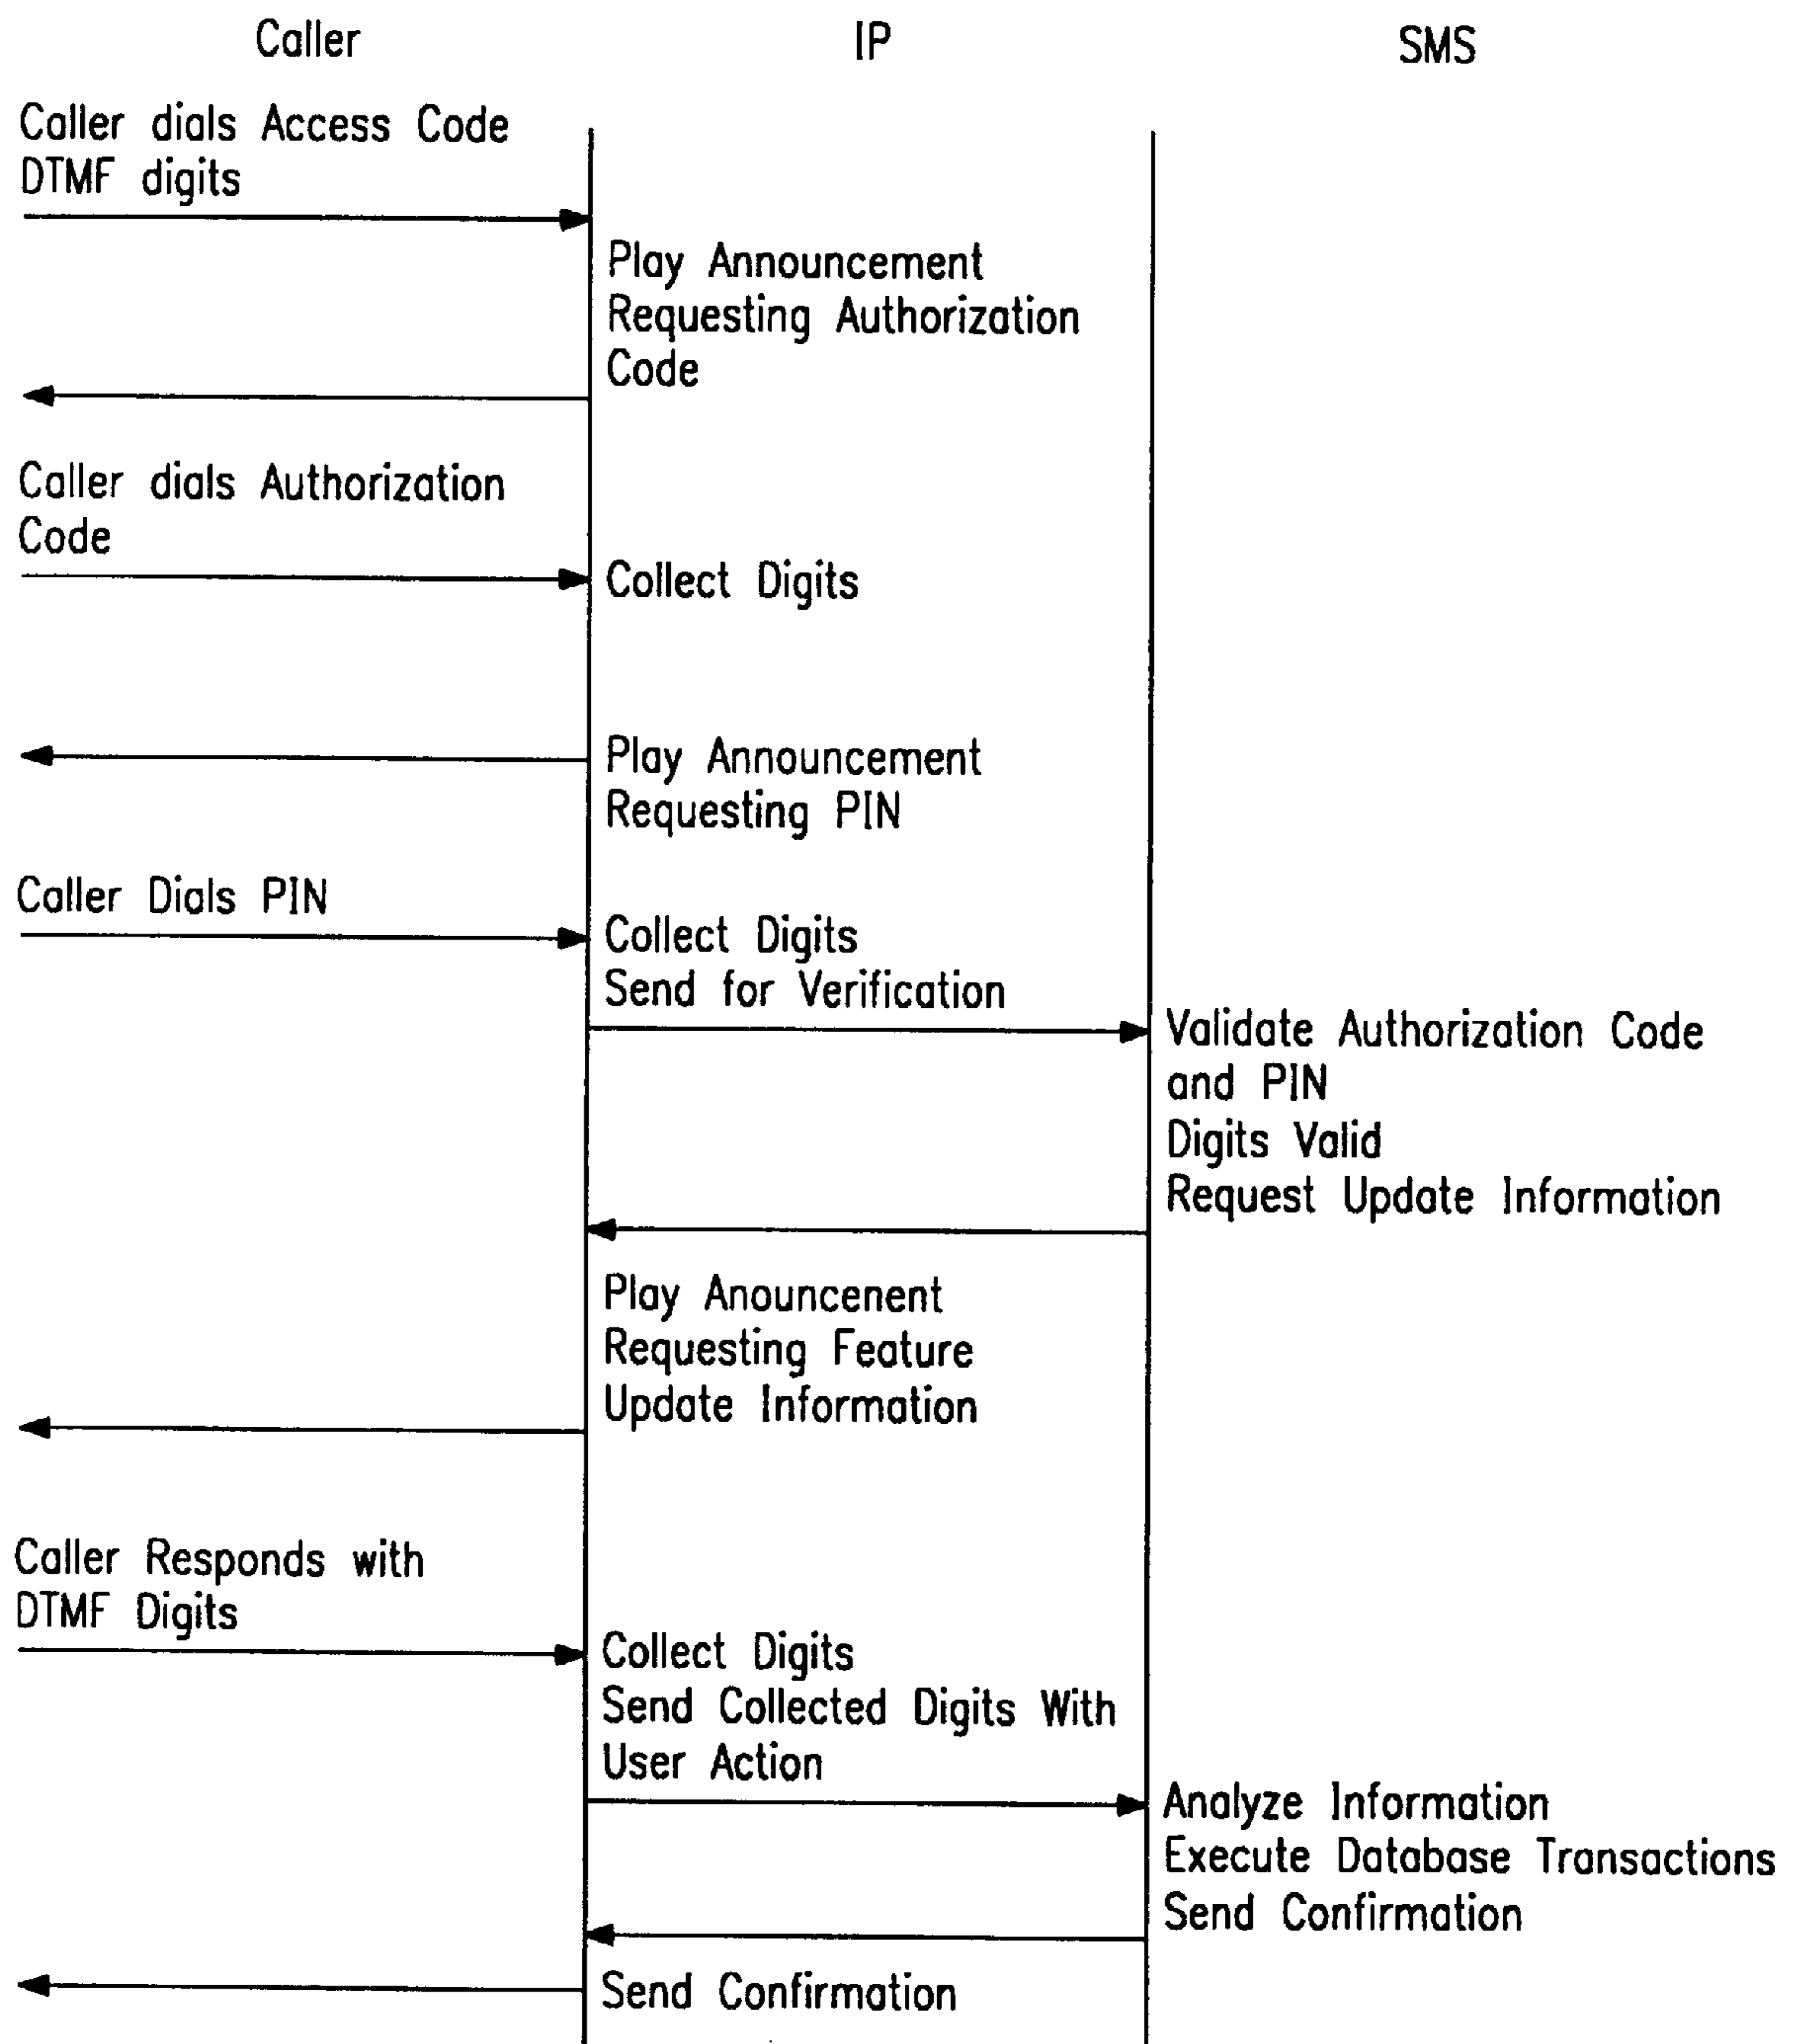 Caller IP SMS
Caller dials Access Code
DTMF digits
Play Announcement
Requesting Authorization
Code
Caller dials Authorization
Code
Collect Digits
Play Announcement
Requesting PIN
Caller Dials PIN
Collect Digits
Send for Verification
Validate Authorization Code
and PIN
Digits Valid
Request Update Information
Play Anouncenent
Requesting Feature
Update Information
Caller Responds with
DTMF Digits
Collect Digits
Send Collected Digits With
User Action
Analyze Information
Execute Database Transactions
Send Confirmation
Send Confirmation